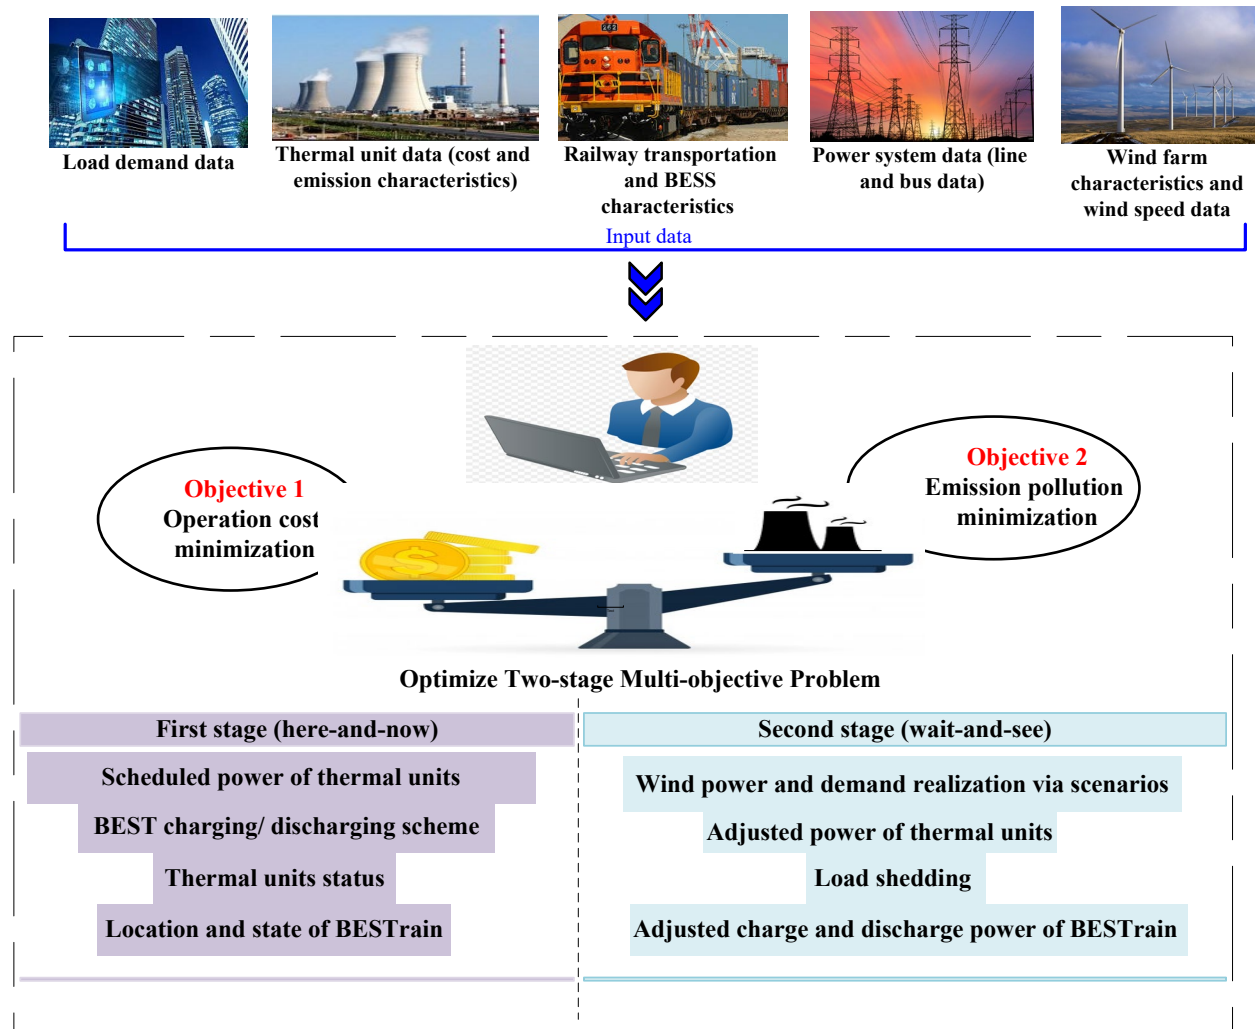 Load demand data
Thermal unit data (cost and
emission characteristics)
Railway transportation
and BESS
characteristics
Power system data (line
and bus data)
Wind farm
characteristics and
wind speed data
Input data
Objective 1
Operation cost
minimization
Objective 2
Emission pollution
minimization
Optimize Two-stage Multi-objective Problem
First stage (here-and-now)
Scheduled power of thermal units
BEST charging/ discharging scheme
Thermal units status
Location and state of BESTrain
Second stage (wait-and-see)
Wind power and demand realization via scenarios
Adjusted power of thermal units
Load shedding
Adjusted charge and discharge power of BESTrain